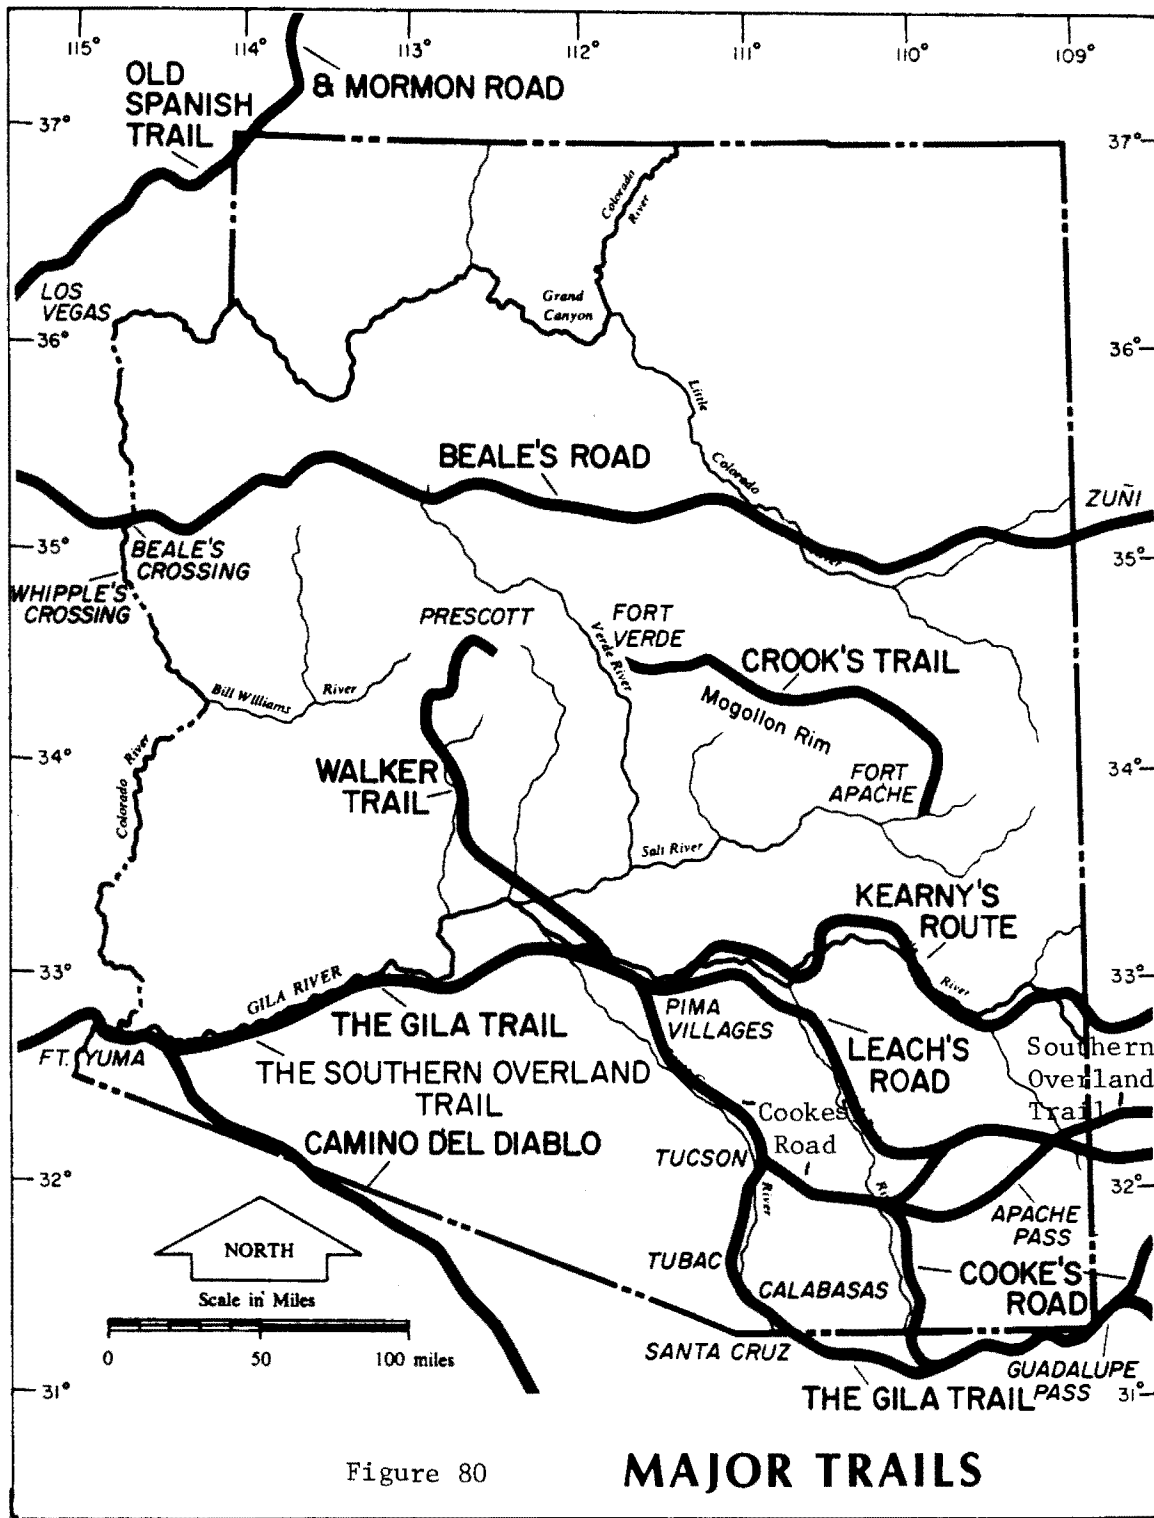 115°
114°
113°
112°
111°
110°
109°
OLD
SPANISH
TRAIL
& MORMON ROAD
37°
37°
Colorado
River
LOS
VEGAS
Grand
Canyon
36°
36°
Little
Colorado
BEALE'S ROAD
ZUÑI
35°
35°
BEALE'S
CROSSING
WHIPPLE'S
CROSSING
PRESCOTT
FORT
VERDE
Verde River
CROOK'S TRAIL
Mogollon Rim
Bill Williams
River
Colorado River
34°
34°
WALKER
TRAIL
FORT
APACHE
Salt River
KEARNY'S
ROUTE
33°
33°
GILA RIVER
River
THE GILA TRAIL
PIMA
VILLAGES
LEACH'S
ROAD
Southern
Overland
Trail
FT. YUMA
THE SOUTHERN OVERLAND
TRAIL
Cookes
Road
CAMINO DEL DIABLO
TUCSON
River
32°
32°
APACHE
PASS
NORTH
TUBAC
CALABASAS
COOKE'S
ROAD
Scale in Miles
0
50
100 miles
SANTA CRUZ
GUADALUPE
PASS
31°
31°
THE GILA TRAIL
Figure 80
MAJOR TRAILS